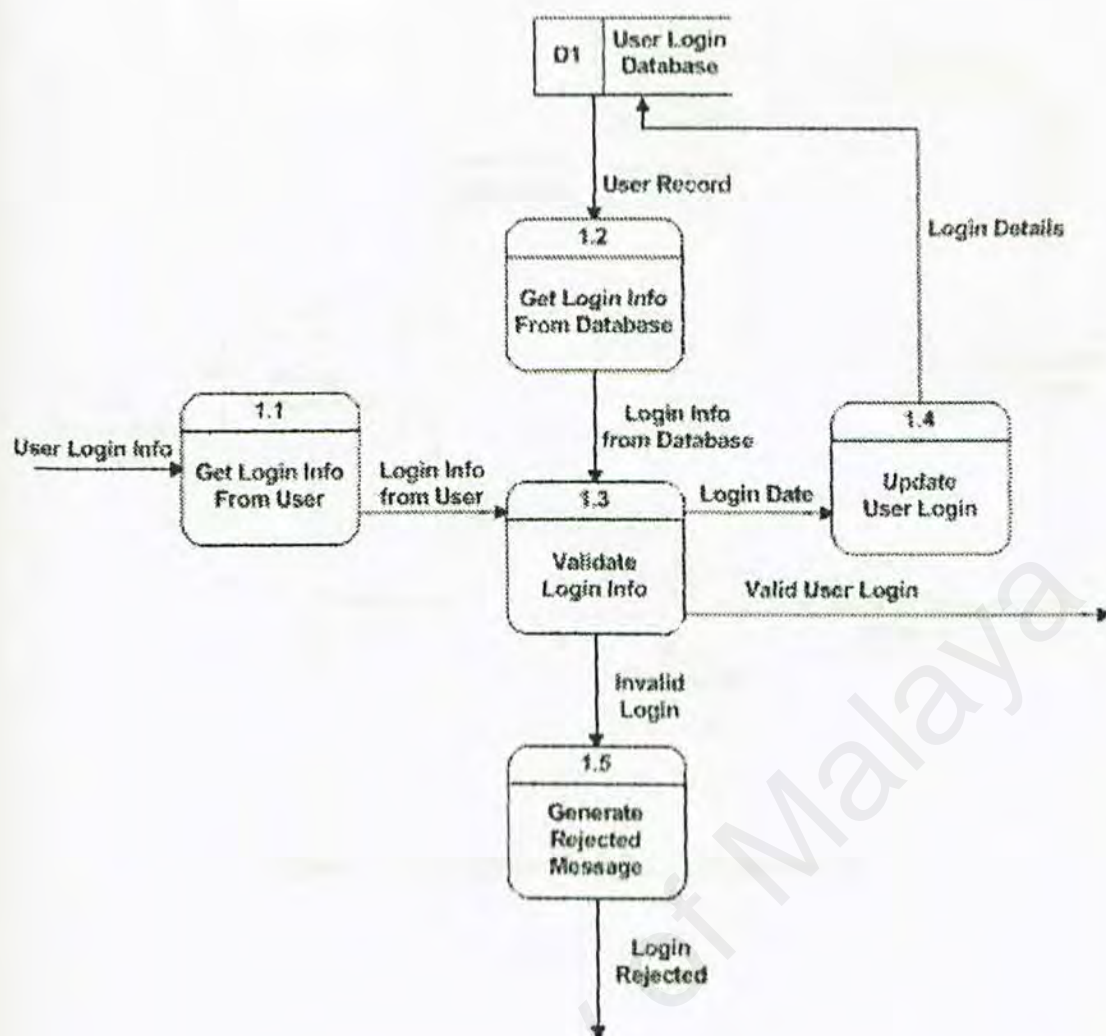 D1
User Login
Database
User Record
Login Details
1.2
Get Login Info
From Database
Login Info
from Database
1.1
Get Login Info
From User
User Login Info
Login Info
from User
1.3
Validate
Login Info
Login Date
1.4
Update
User Login
Valid User Login
Invalid
Login
1.5
Generate
Rejected
Message
Login
Rejected
of Malaya